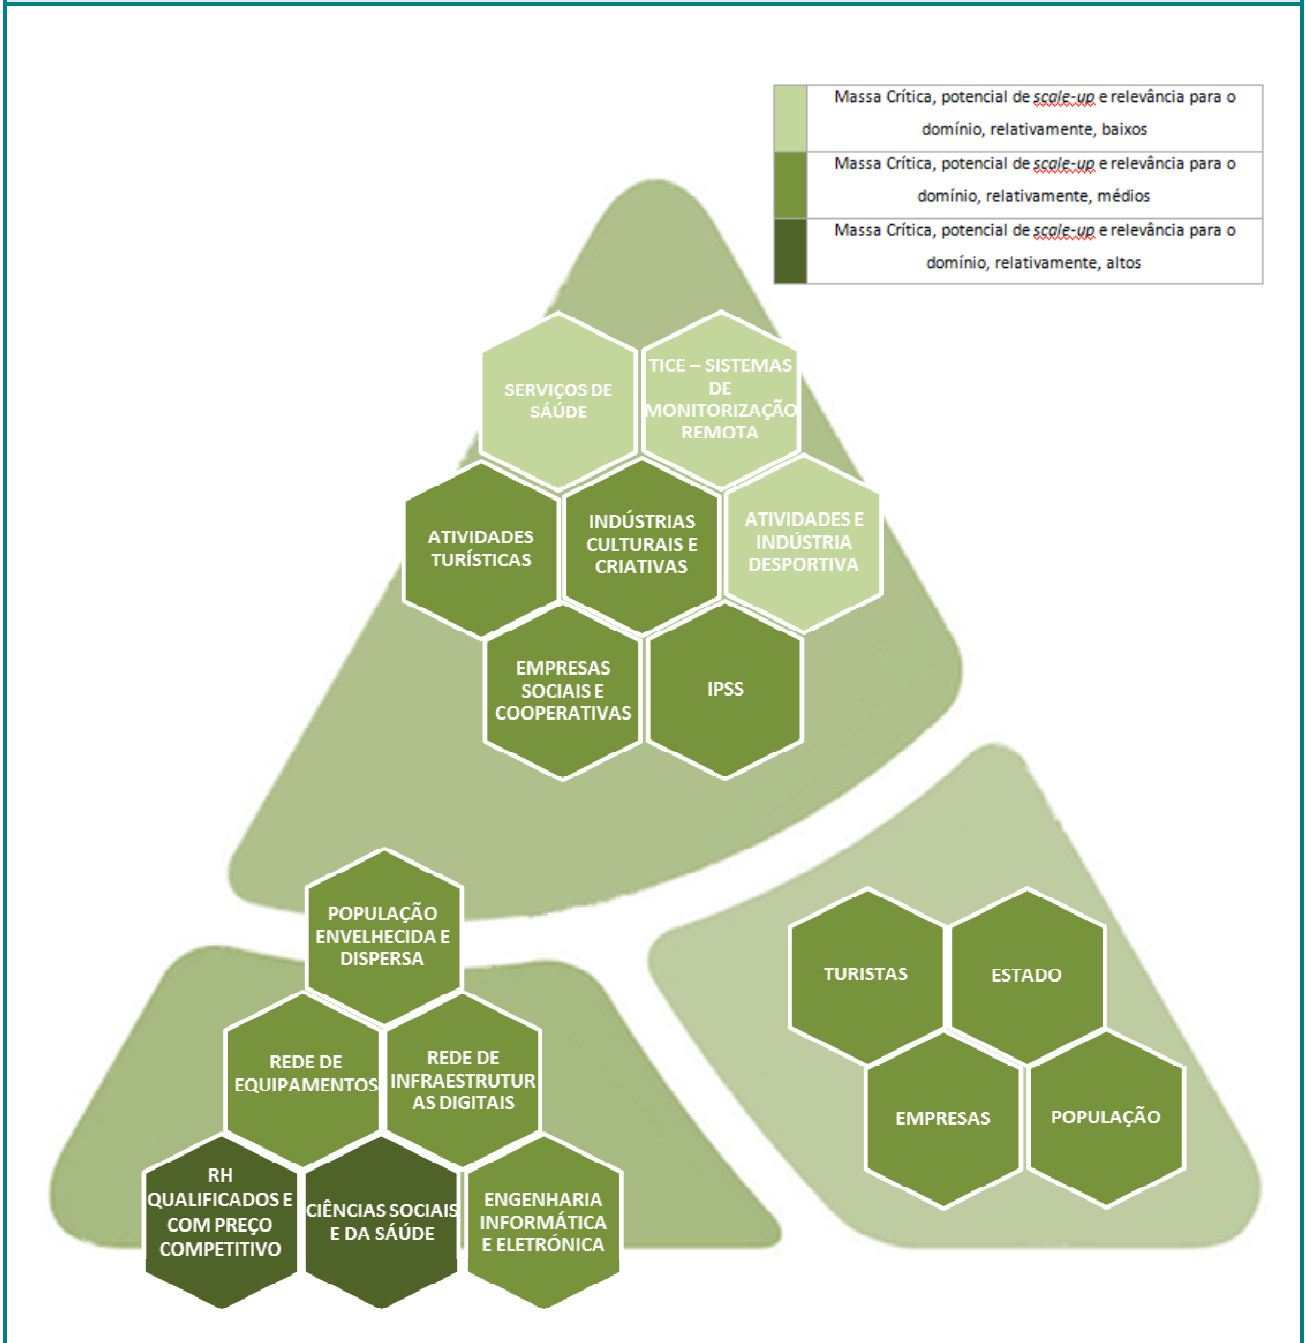 Massa Crítica, potencial de scale-up e relevância para o
domínio, relativamente, baixos
Massa Crítica, potencial de scale-up e relevância para o
domínio, relativamente, médios
Massa Crítica, potencial de scale-up e relevância para o
domínio, relativamente, altos
SERVIÇOS DE
SÁÚDE
TICE – SISTEMAS
DE
MONITORIZAÇÃO
REMOTA
ATIVIDADES
TURÍSTICAS
INDÚSTRIAS
CULTURAIS E
CRIATIVAS
ATIVIDADES E
INDÚSTRIA
DESPORTIVA
EMPRESAS
SOCIAIS E
COOPERATIVAS
IPSS
POPULAÇÃO
ENVELHECIDA E
DISPERSA
REDE DE
EQUIPAMENTOS
REDE DE
INFRAESTRUTUR
AS DIGITAIS
RH
QUALIFICADOS E
COM PREÇO
COMPETITIVO
CIÊNCIAS SOCIAIS
E DA SÁÚDE
ENGENHARIA
INFORMÁTICA
E ELETRÓNICA
TURISTAS
ESTADO
EMPRESAS
POPULAÇÃO